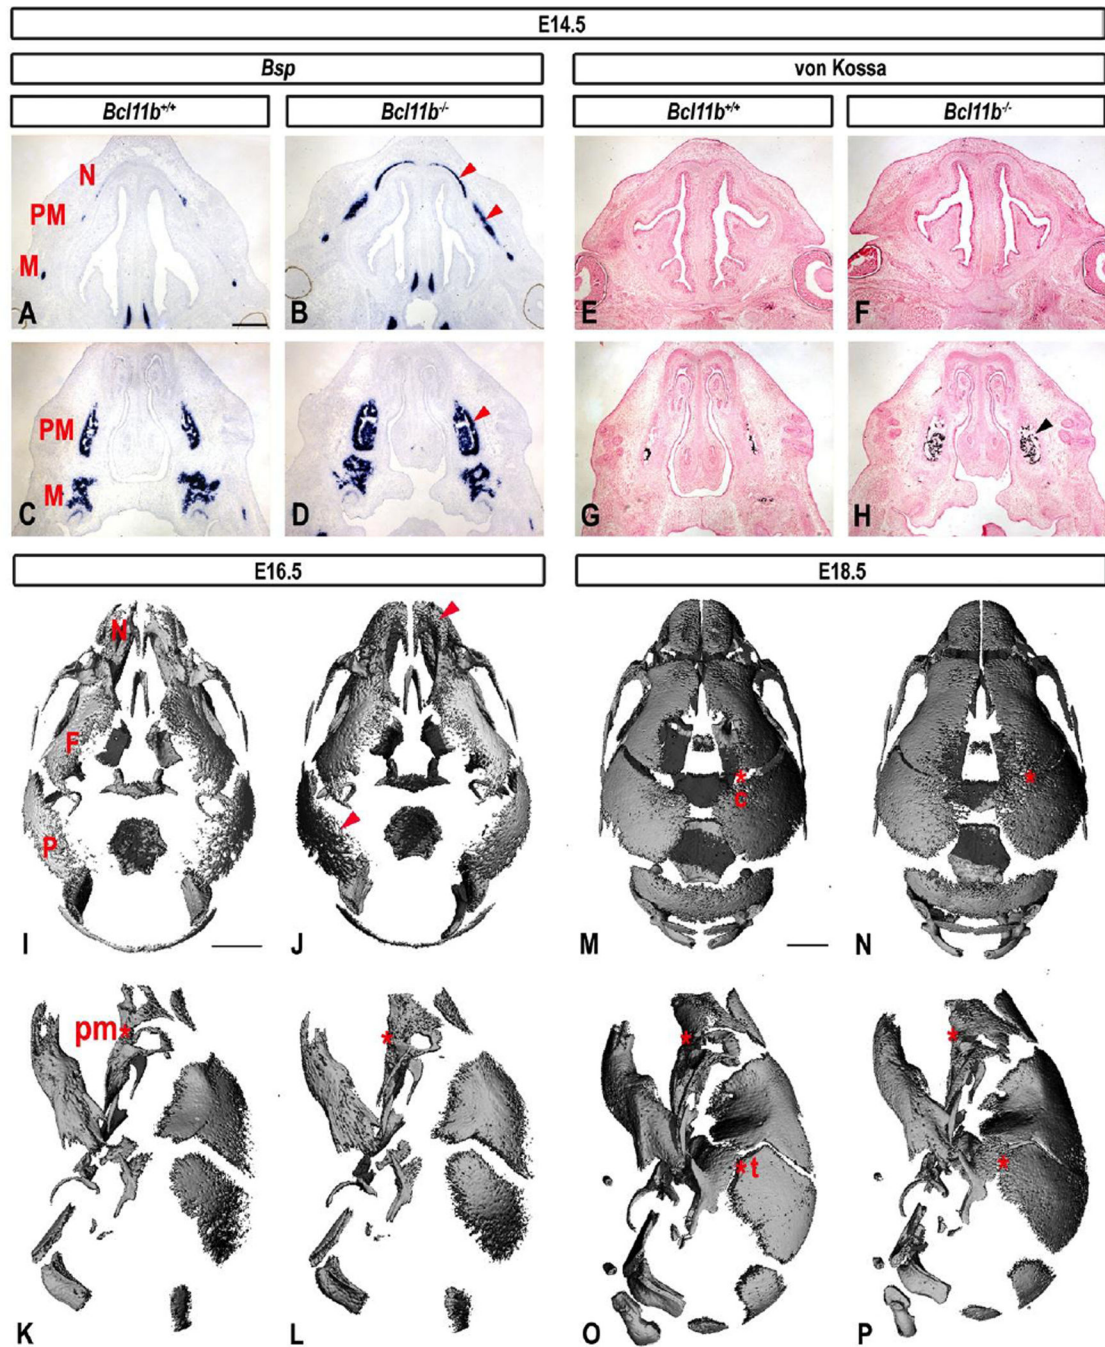 E14.5
Bsp von Kossa
Bcl11b+/+ Bcl11b-/- Bcl11b+/+ Bcl11b-/-
N
PM
M
A B E F
PM
M
C D G H
E16.5 E18.5
N
F
* c *
P
I J M N
pm* * * *
* t *
K L O P